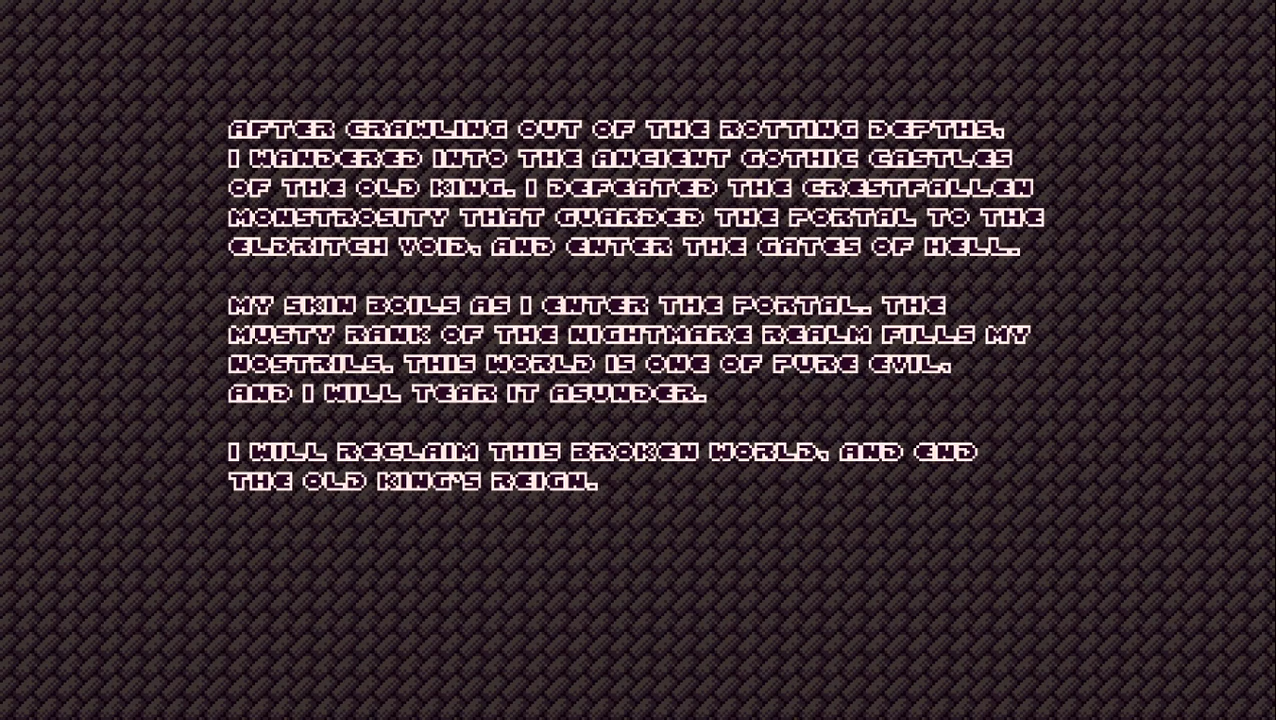 AFTER CRAWLING OUT OF THE ROTTING DEPTHS,
I WANDERED INTO THE ANCIENT GOTHIC CASTLES
OF THE OLD KING. I DEFEATED THE CRESTFALLEN
MONSTROSITY THAT GUARDED THE PORTAL TO THE
ELDRITCH VOID, AND ENTER THE GATES OF HELL.
MY SKIN BOILS AS I ENTER THE PORTAL. THE
MUSTY RANK OF THE NIGHTMARE REALM FILLS MY
NOSTRILS. THIS WORLD IS ONE OF PURE EVIL,
AND I WILL TEAR IT ASUNDER.
I WILL RECLAIM THIS BROKEN WORLD, AND END
THE OLD KING'S REIGN.